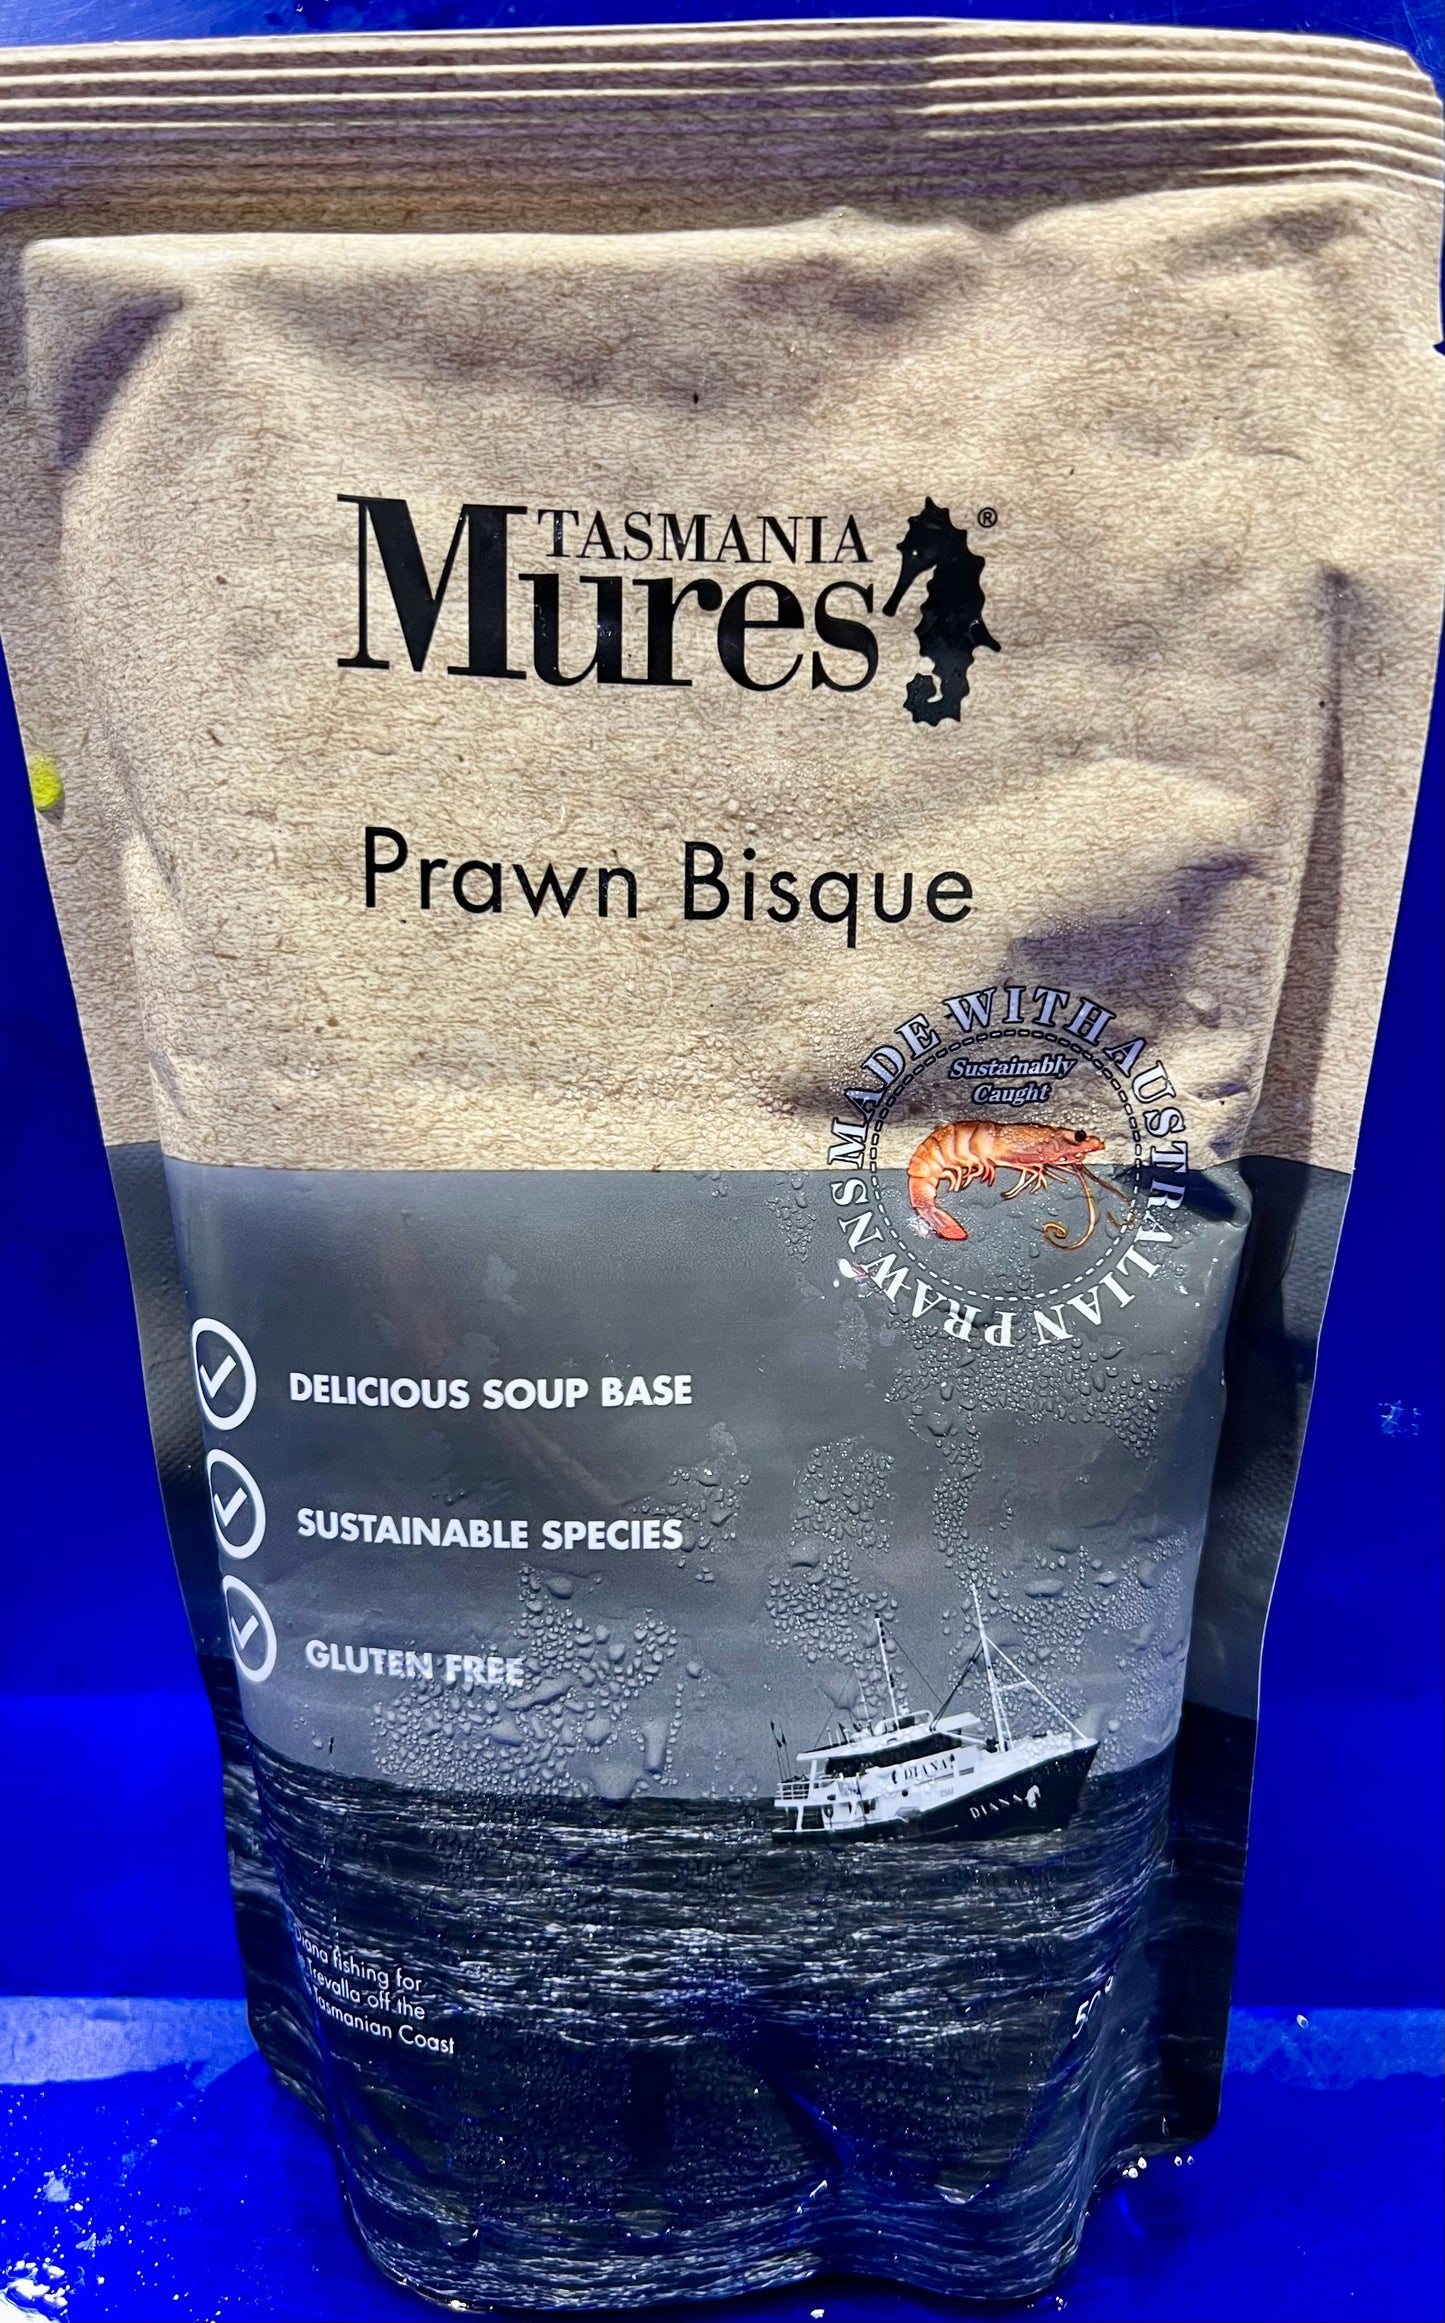 TASMANIA
Mures®
Prawn Bisque
MADE WITH AUSTRALIAN PRAWNS
Sustainably
Caught
DELICIOUS SOUP BASE
SUSTAINABLE SPECIES
GLUTEN FREE
DIANA
DIANA
Diana fishing for
Trevalla off the
Tasmanian Coast